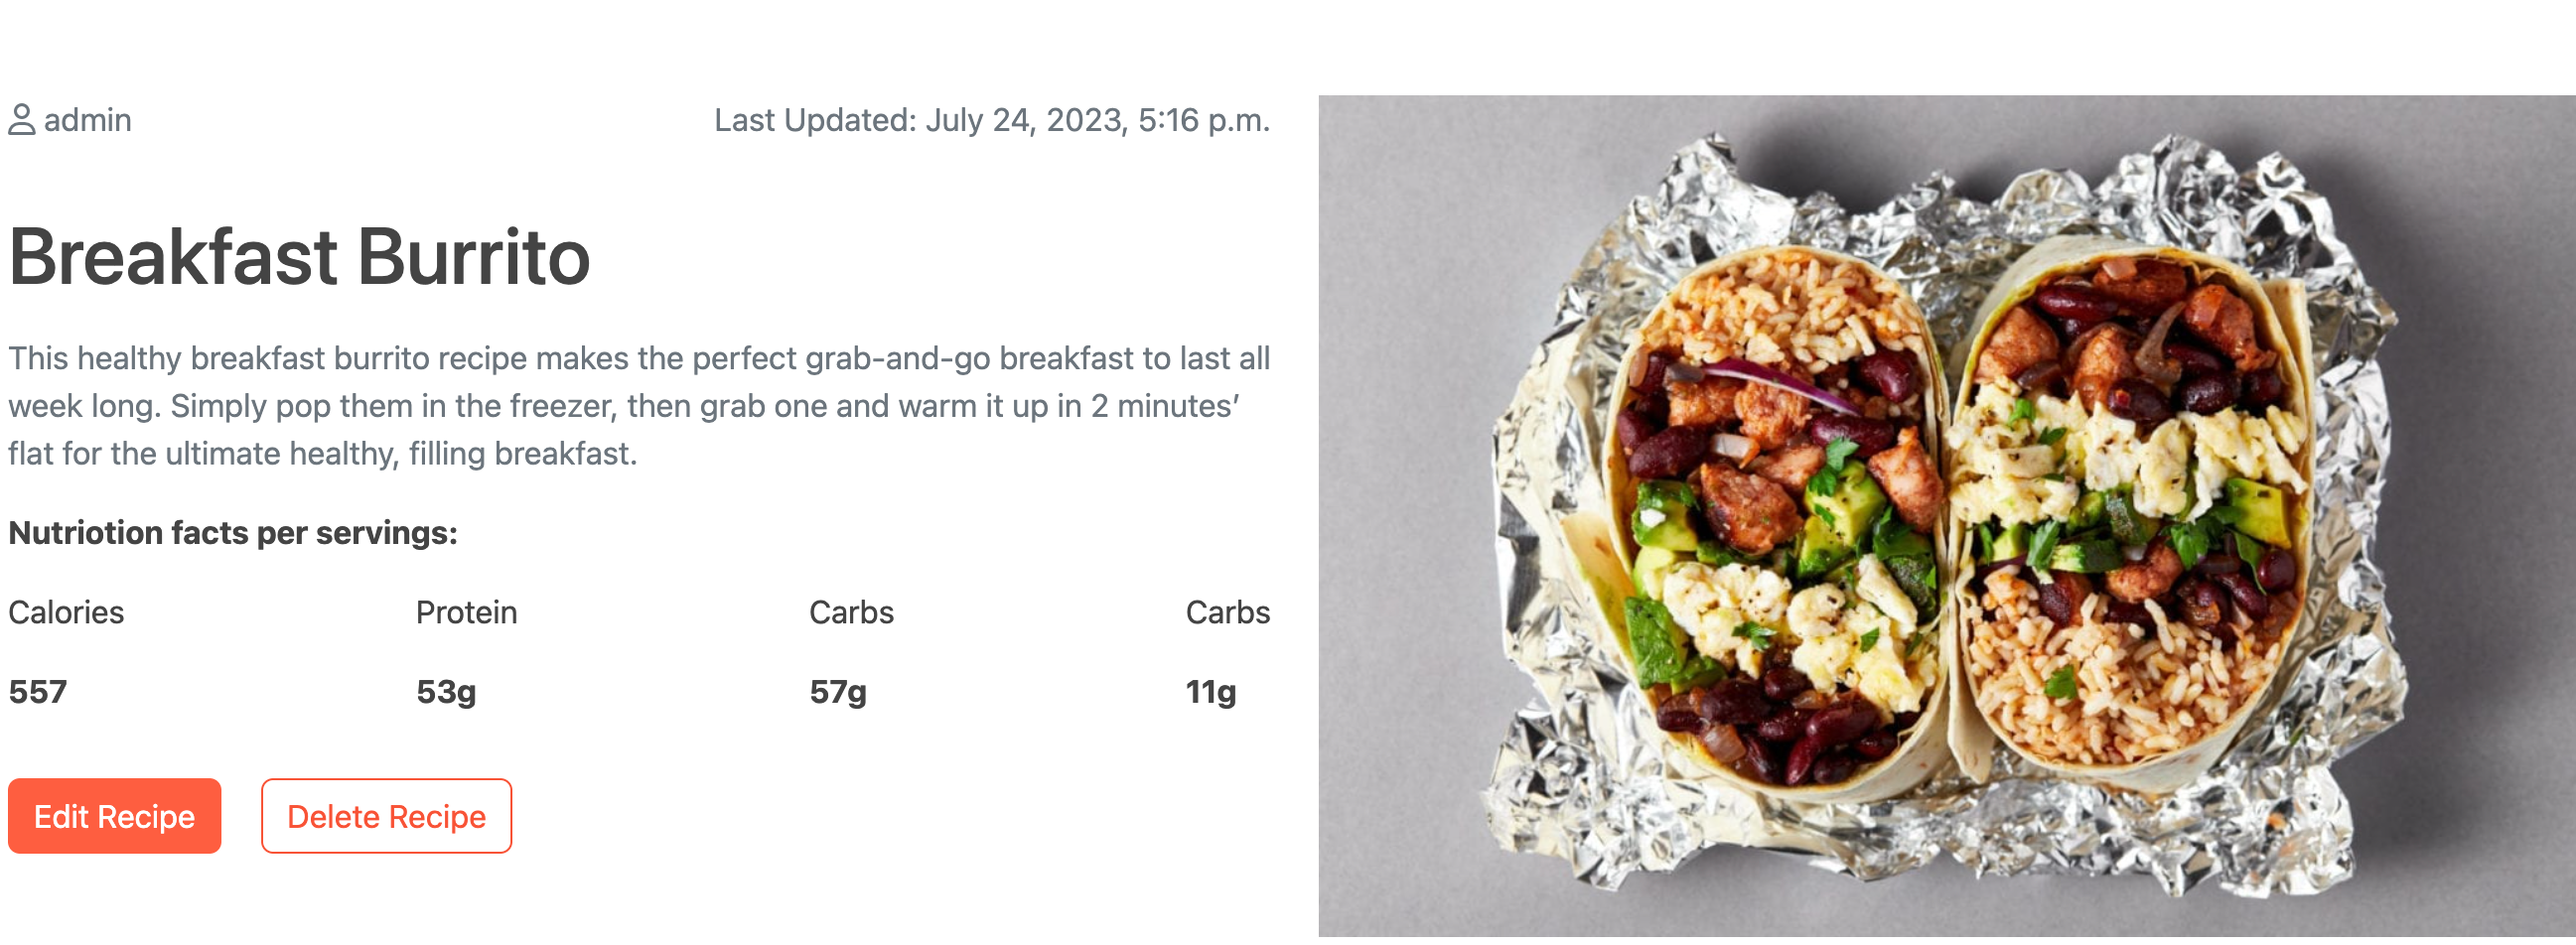 admin
Last Updated: July 24, 2023, 5:16 p.m.
Breakfast Burrito
This healthy breakfast burrito recipe makes the perfect grab-and-go breakfast to last all
week long. Simply pop them in the freezer, then grab one and warm it up in 2 minutes’
flat for the ultimate healthy, filling breakfast.
Nutriotion facts per servings:
Calories Protein Carbs Carbs
557 53g 57g 11g
Edit Recipe Delete Recipe